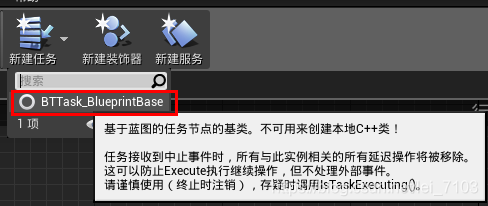 帮助
新建任务
新建装饰器
新建服务
搜索
BTTask_BlueprintBase
1 项
基于蓝图的任务节点的基类。不可用来创建本地C++类！
任务接收到中止事件时，所有与此实例相关的所有延迟操作将被移除。
这可以防止Execute执行继续操作，但不处理外部事件。
请谨慎使用（终止时注销），存疑时调用IsTaskExecuting()。